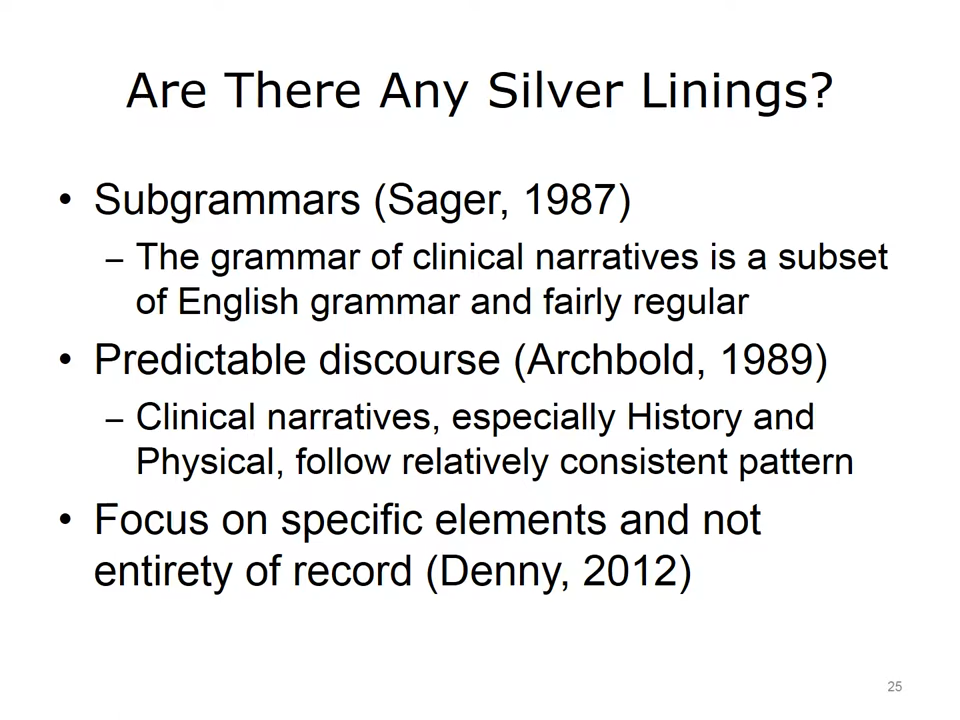 Are There Any Silver Linings?
• Subgrammars (Sager, 1987)
– The grammar of clinical narratives is a subset
of English grammar and fairly regular
• Predictable discourse (Archbold, 1989)
– Clinical narratives, especially History and
Physical, follow relatively consistent pattern
• Focus on specific elements and not
entirety of record (Denny, 2012)
25